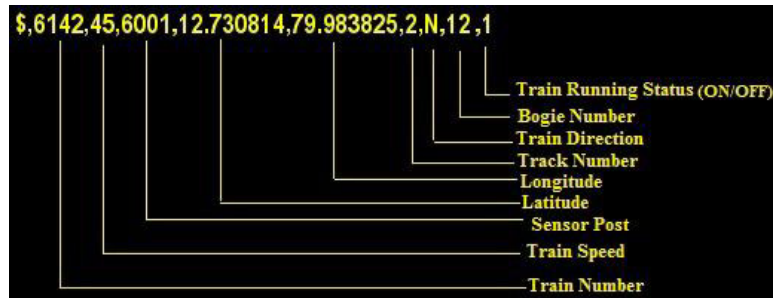 $,6142,45,6001,12.730814,79.983825,2,N,12 ,1
Train Running Status (ON/OFF)
Bogie Number
Train Direction
Track Number
Longitude
Latitude
Sensor Post
Train Speed
Train Number